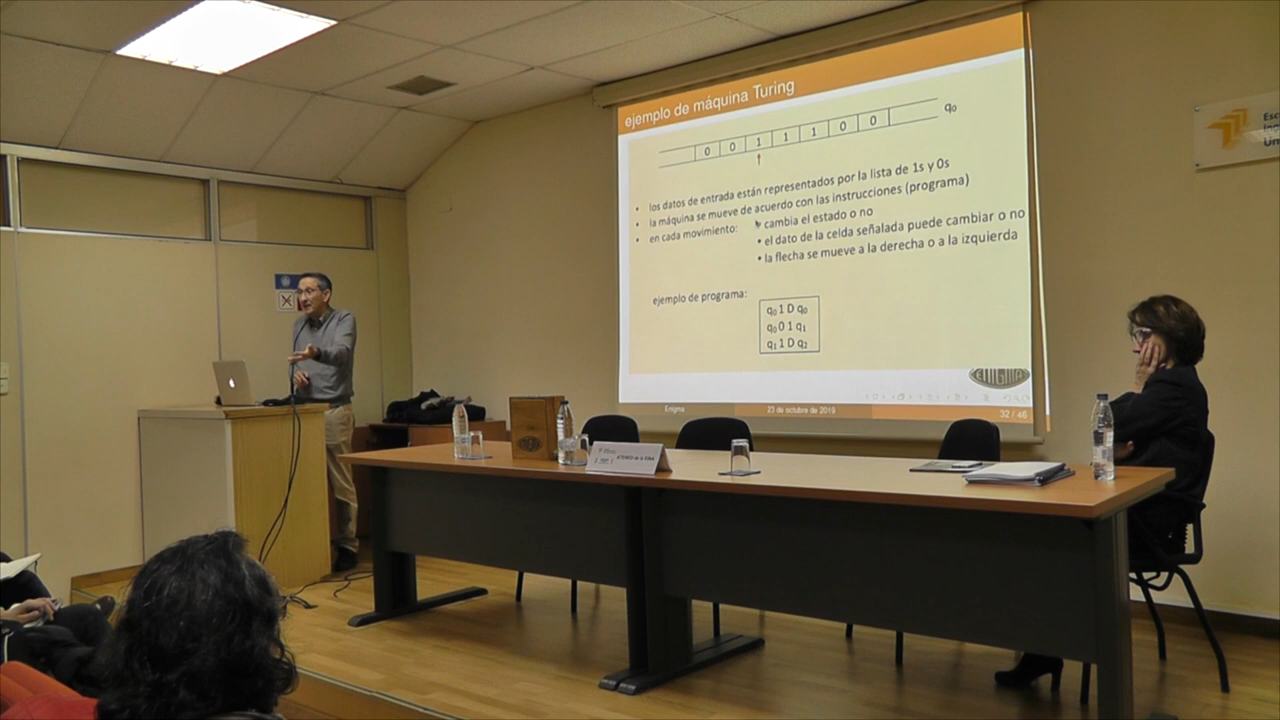 ejemplo de máquina Turing
0 0 1 1 1 0 0 q₀
• los datos de entrada están representados por la lista de 1s y 0s
• la máquina se mueve de acuerdo con las instrucciones (programa)
• en cada movimiento: • cambia el estado o no
• el dato de la celda señalada puede cambiar o no
• la flecha se mueve a la derecha o a la izquierda
ejemplo de programa:
q₀ 1 D q₀
q₀ 0 1 q₁
q₁ 1 D q₂
ENIGMA
Enigma 23 de octubre de 2019 32 / 46
ATENEO de la